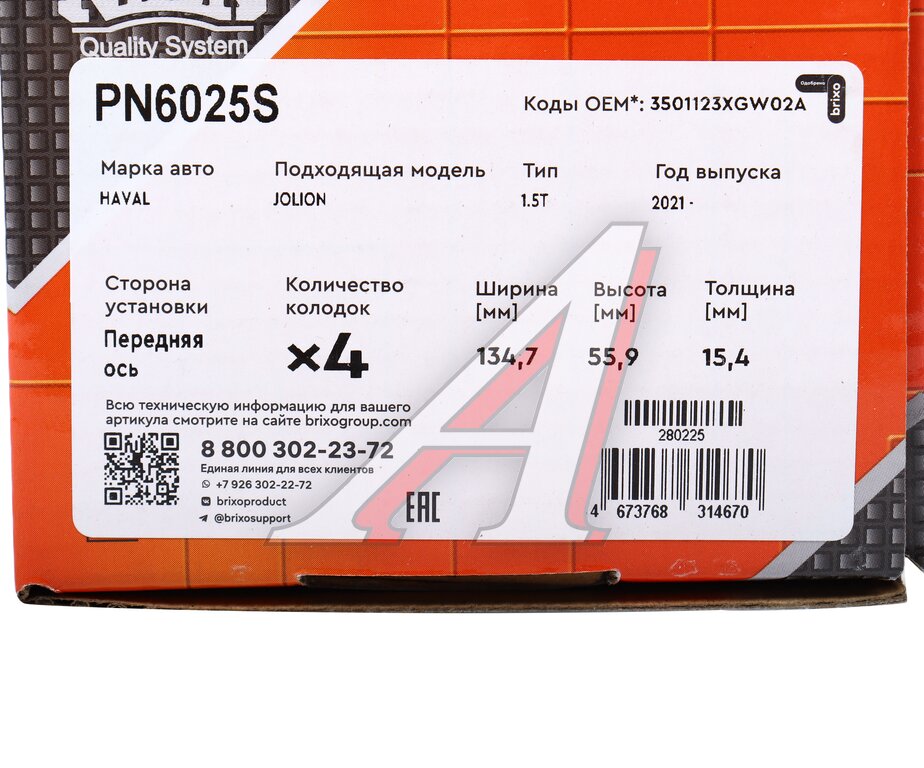 Quality System
PN6025S
Коды OEM*: 3501123XGW02A
Одобрено
brixo
Марка авто
Подходящая модель
Тип
Год выпуска
HAVAL
JOLION
1.5T
2021 -
Сторона
установки
Количество
колодок
Ширина
[мм]
Высота
[мм]
Толщина
[мм]
Передняя
ось
×4
134,7
55,9
15,4
Всю техническую информацию для вашего
артикула смотрите на сайте brixogroup.com
8 800 302-23-72
Единая линия для всех клиентов
+7 926 302-22-72
brixoproduct
@brixosupport
EAC
280225
4 673768 314670